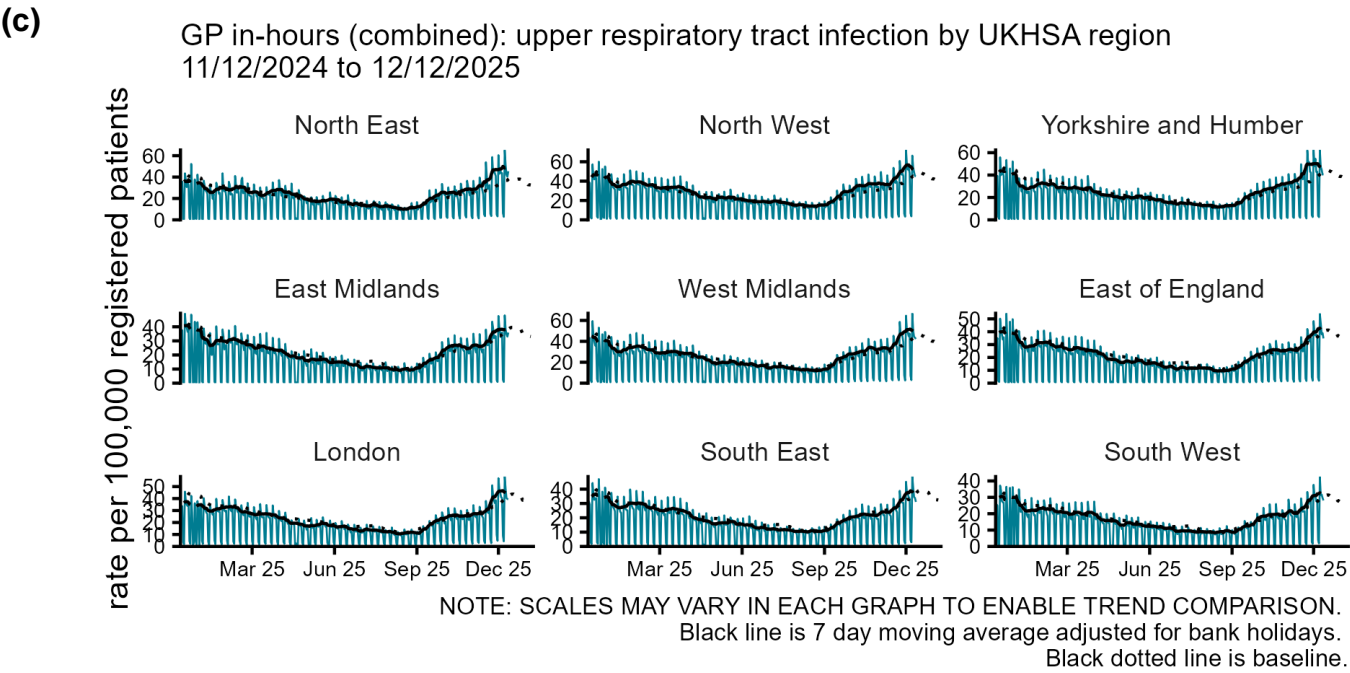 (c)
GP in-hours (combined): upper respiratory tract infection by UKHSA region
11/12/2024 to 12/12/2025
rate per 100,000 registered patients
North East
North West
Yorkshire and Humber
60
40
20
0
60
40
20
0
60
40
20
0
East Midlands
West Midlands
East of England
40
30
20
10
0
60
40
20
0
50
40
30
20
10
0
London
South East
South West
50
40
30
20
10
0
40
30
20
10
0
40
30
20
10
0
Mar 25 Jun 25 Sep 25 Dec 25
Mar 25 Jun 25 Sep 25 Dec 25
Mar 25 Jun 25 Sep 25 Dec 25
NOTE: SCALES MAY VARY IN EACH GRAPH TO ENABLE TREND COMPARISON.
Black line is 7 day moving average adjusted for bank holidays.
Black dotted line is baseline.